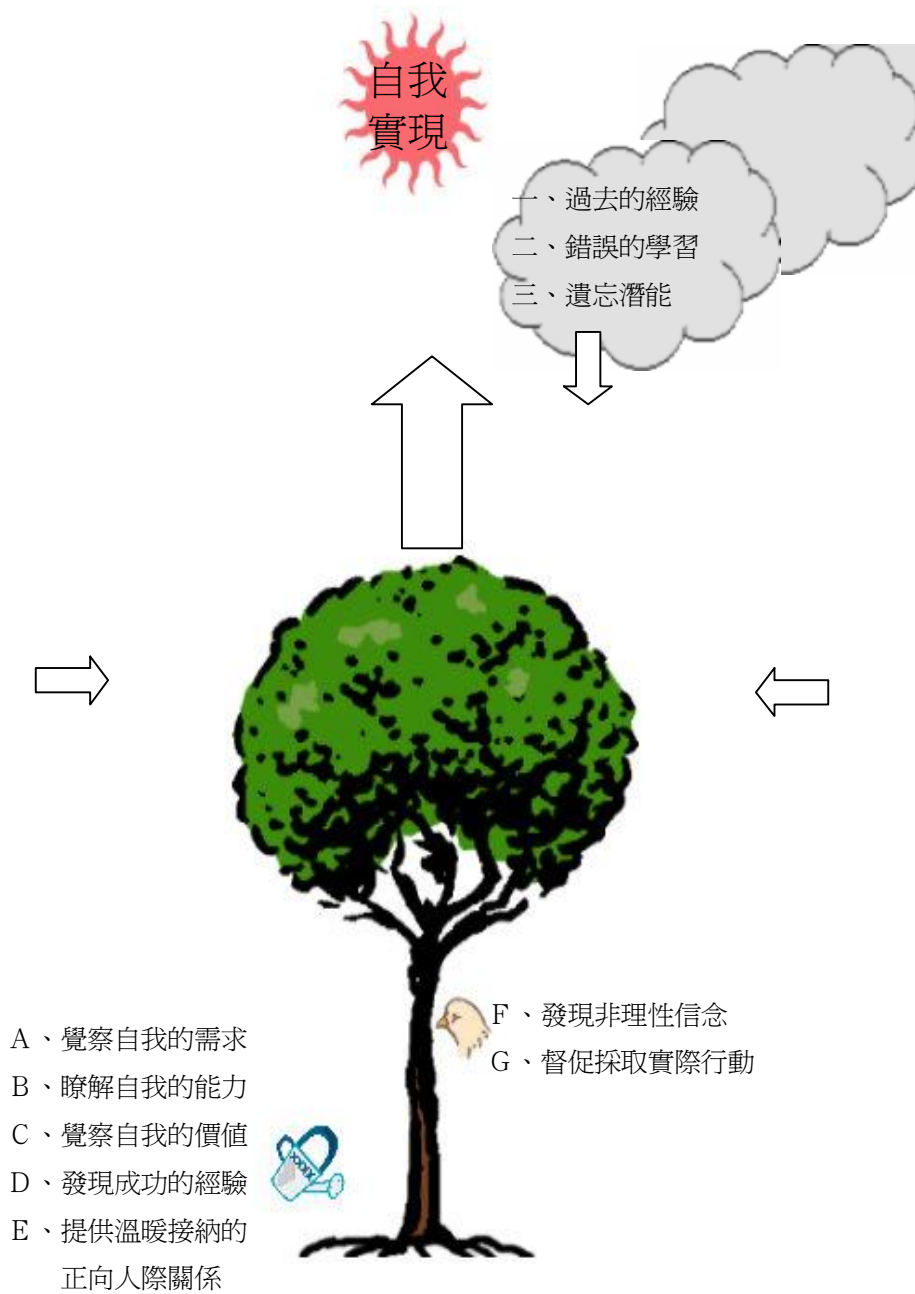 自我
實現
一、過去的經驗
二、錯誤的學習
三、遺忘潛能
Ｆ、發現非理性信念
Ｇ、督促採取實際行動
Ａ、覺察自我的需求
Ｂ、瞭解自我的能力
Ｃ、覺察自我的價值
Ｄ、發現成功的經驗
Ｅ、提供溫暖接納的
正向人際關係